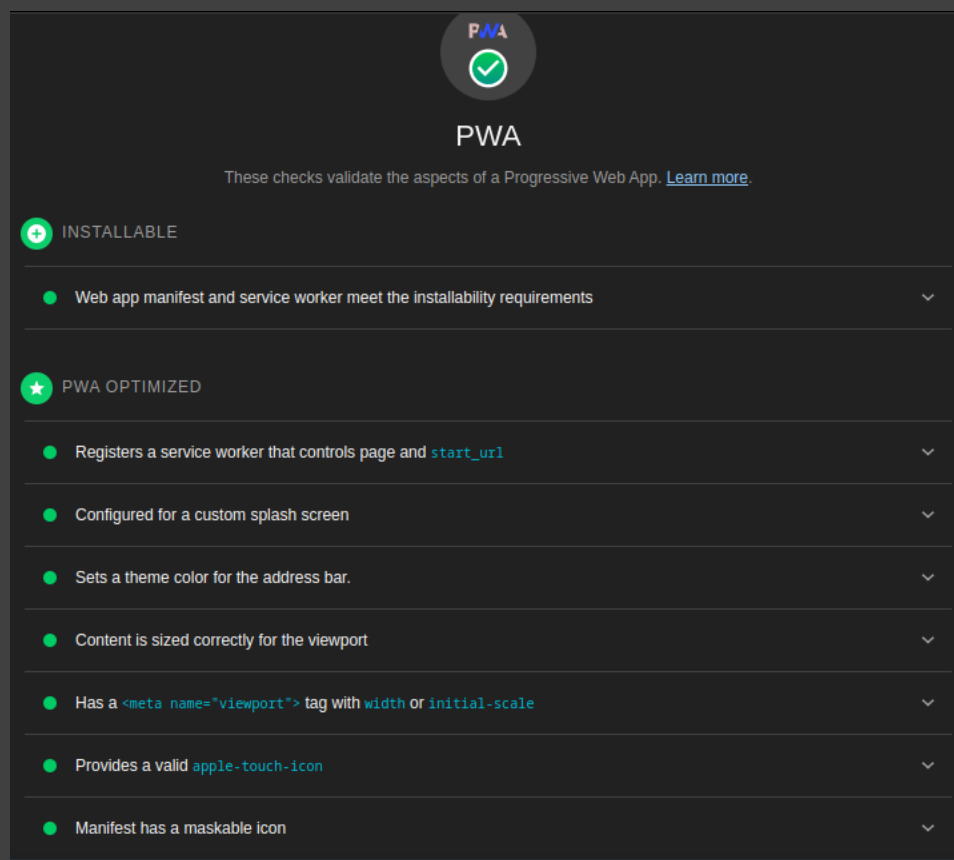 PWA
PWA
These checks validate the aspects of a Progressive Web App. Learn more.
INSTALLABLE
Web app manifest and service worker meet the installability requirements
PWA OPTIMIZED
Registers a service worker that controls page and start_url
Configured for a custom splash screen
Sets a theme color for the address bar.
Content is sized correctly for the viewport
Has a <meta name="viewport"> tag with width or initial-scale
Provides a valid apple-touch-icon
Manifest has a maskable icon